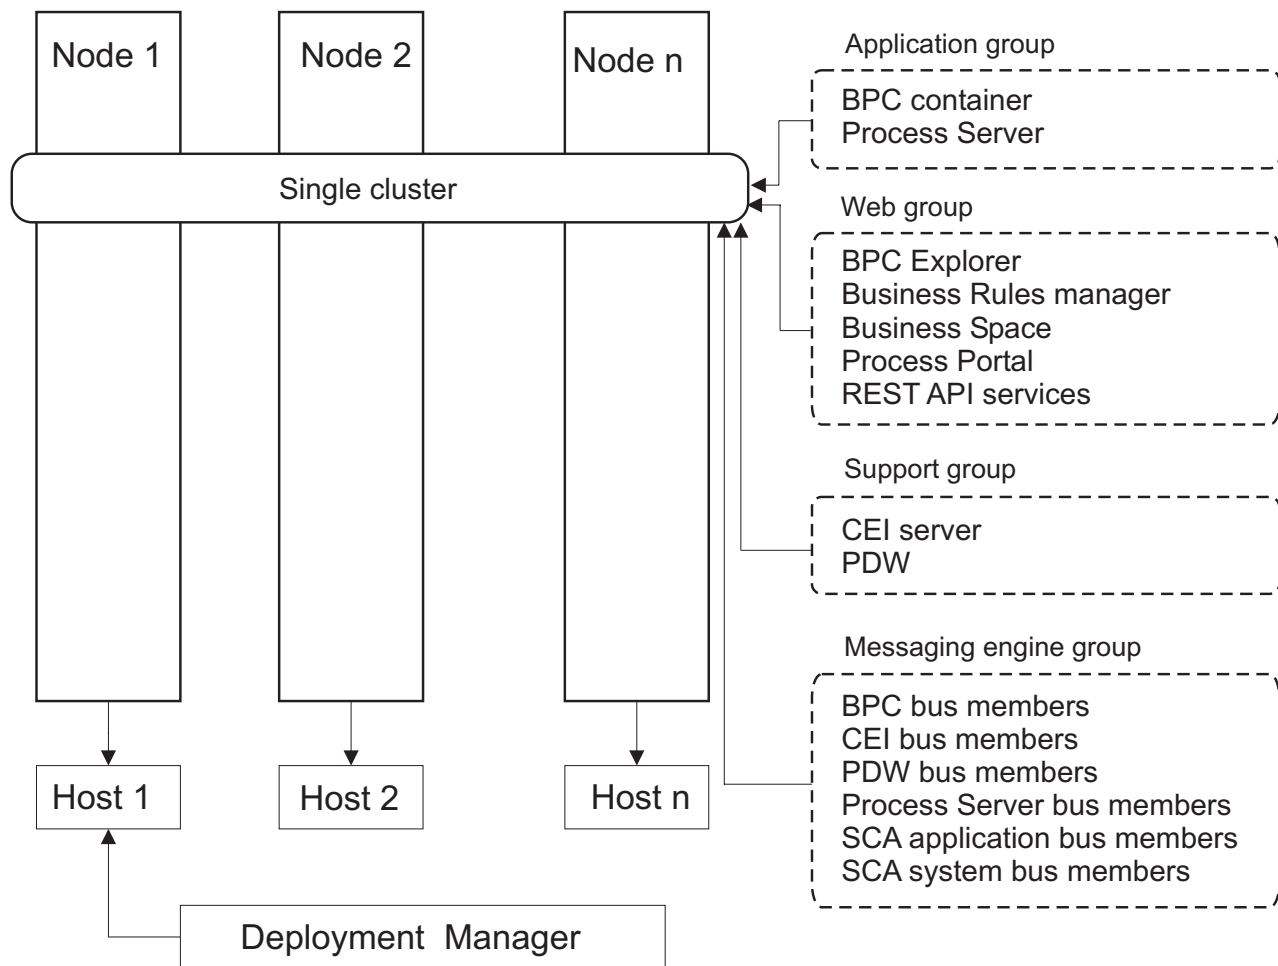 Node 1
Node 2
Node n
Single cluster
Host 1
Host 2
Host n
Deployment Manager
Application group
BPC container
Process Server
Web group
BPC Explorer
Business Rules manager
Business Space
Process Portal
REST API services
Support group
CEI server
PDW
Messaging engine group
BPC bus members
CEI bus members
PDW bus members
Process Server bus members
SCA application bus members
SCA system bus members